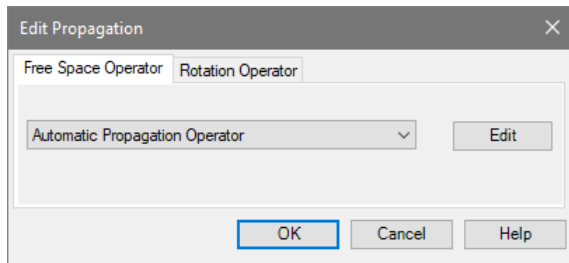 Edit Propagation
Free Space Operator
Rotation Operator
Automatic Propagation Operator
Edit
OK
Cancel
Help